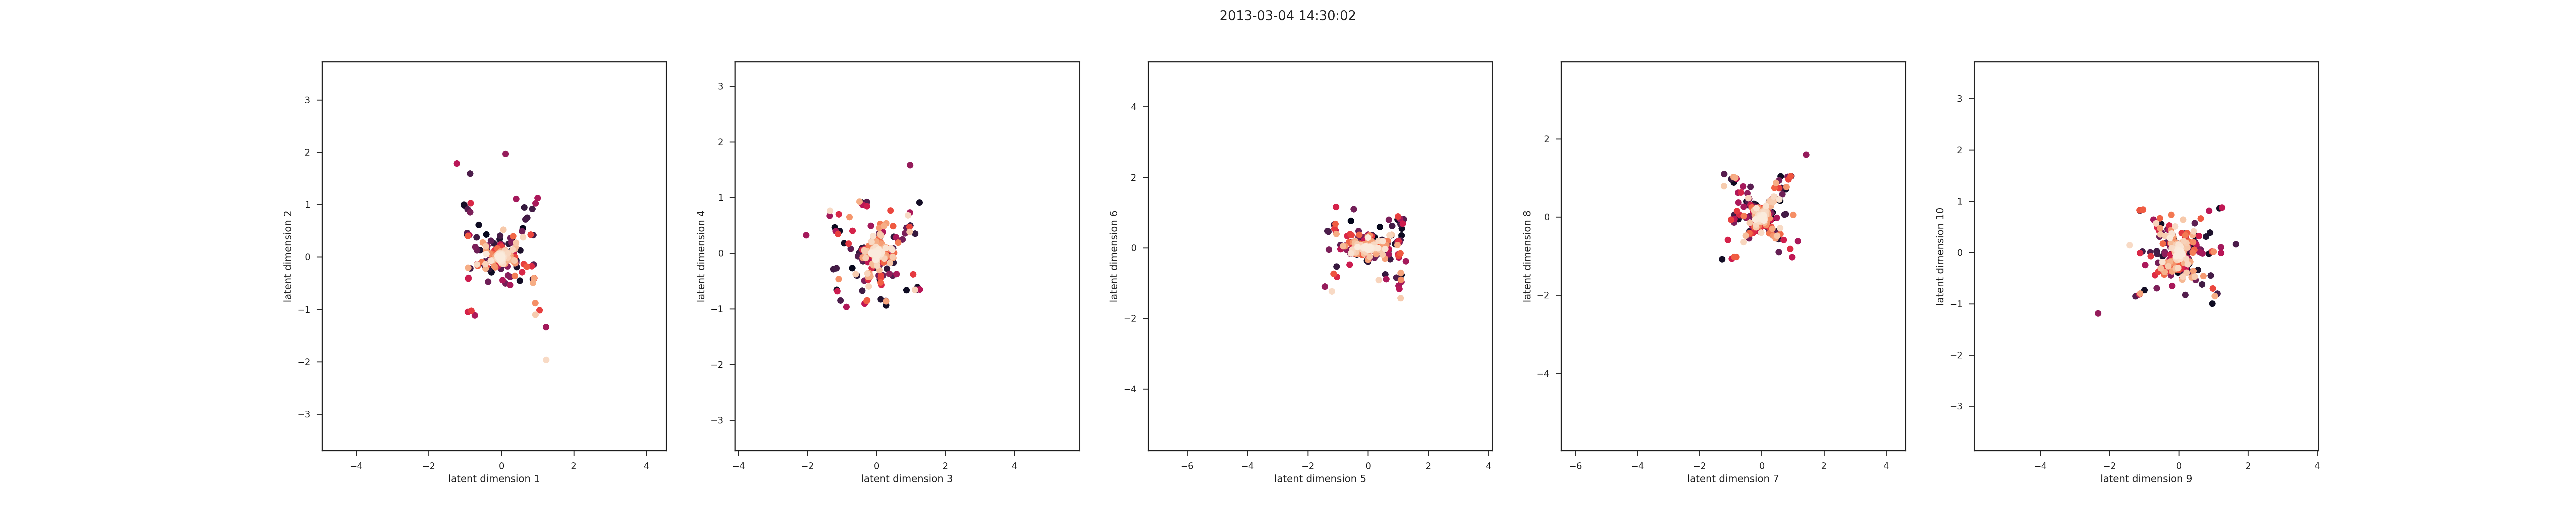 2013-03-04 14:30:02
latent dimension 2
3
2
1
0
−1
−2
−3
−4 −2 0 2 4
latent dimension 1
latent dimension 4
3
2
1
0
−1
−2
−3
−4 −2 0 2 4
latent dimension 3
latent dimension 6
4
2
0
−2
−4
−6 −4 −2 0 2 4
latent dimension 5
latent dimension 8
2
0
−2
−4
−6 −4 −2 0 2 4
latent dimension 7
latent dimension 10
3
2
1
0
−1
−2
−3
−4 −2 0 2 4
latent dimension 9